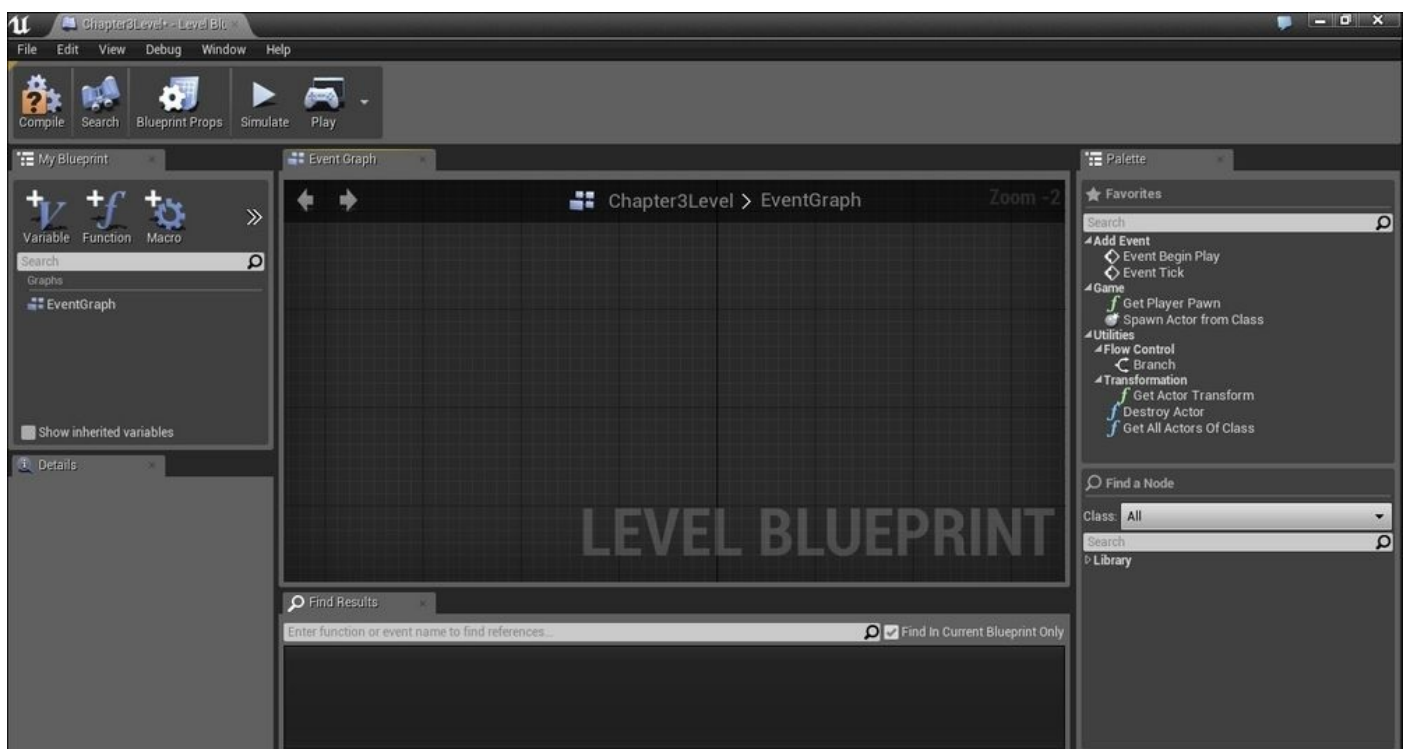 Chapter3Level* - Level Blu
File Edit View Debug Window Help
Compile Search Blueprint Props Simulate Play
My Blueprint
Variable Function Macro
Search
Graphs
EventGraph
Show inherited variables
Details
Event Graph
Chapter3Level > EventGraph
Zoom -2
LEVEL BLUEPRINT
Find Results
Enter function or event name to find references...
Find In Current Blueprint Only
Palette
Favorites
Search
Add Event
Event Begin Play
Event Tick
Game
Get Player Pawn
Spawn Actor from Class
Utilities
Flow Control
Branch
Transformation
Get Actor Transform
Destroy Actor
Get All Actors Of Class
Find a Node
Class: All
Search
Library